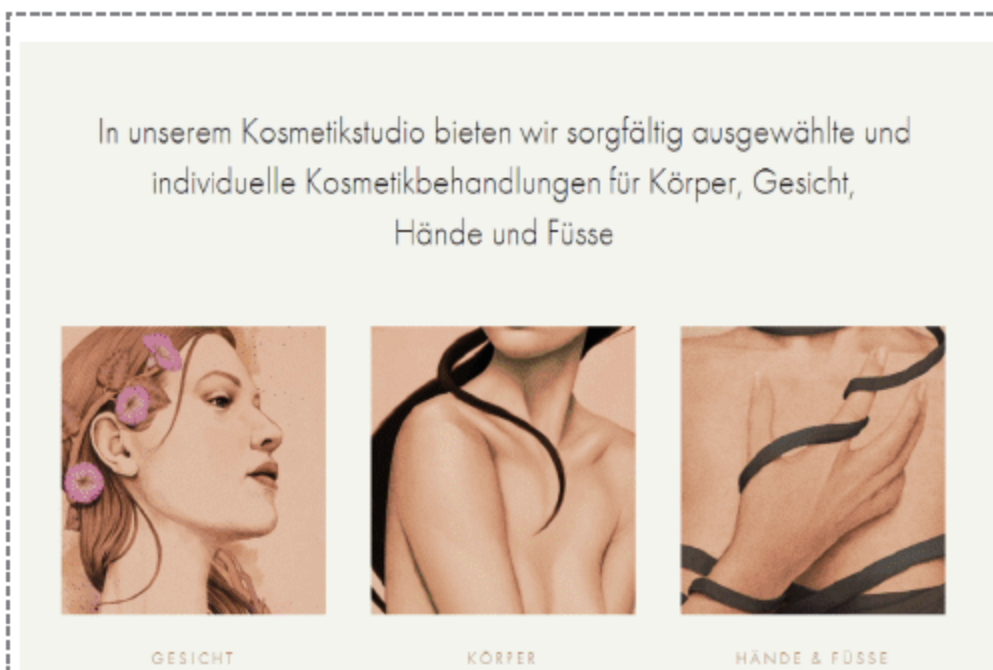 In unserem Kosmetikstudio bieten wir sorgfältig ausgewählte und
individuelle Kosmetikbehandlungen für Körper, Gesicht,
Hände und Füsse
GESICHT
KÖRPER
HÄNDE & FÜSSE